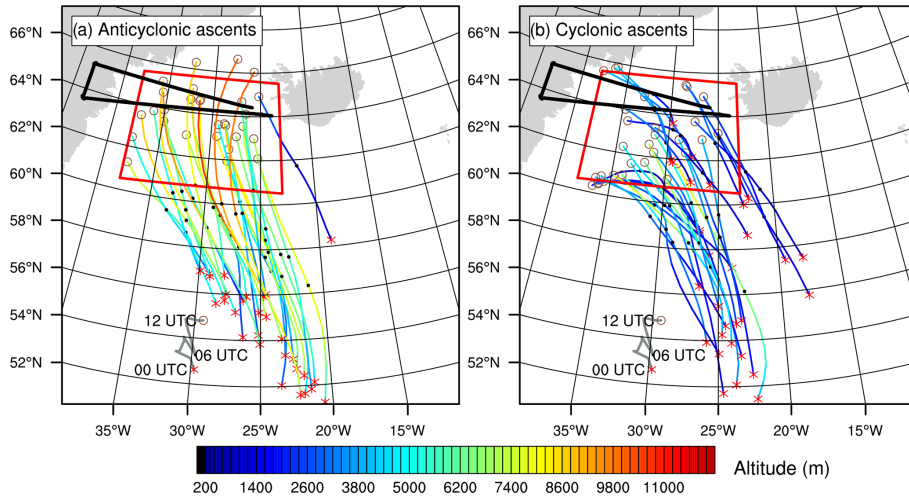 (a) Anticyclonic ascents
(b) Cyclonic ascents
66°N
66°N
64°N
64°N
62°N
62°N
60°N
60°N
58°N
58°N
56°N
56°N
54°N
54°N
52°N
52°N
12 UTC
06 UTC
00 UTC
12 UTC
06 UTC
00 UTC
35°W 30°W 25°W 20°W 15°W
35°W 30°W 25°W 20°W 15°W
200 1400 2600 3800 5000 6200 7400 8600 9800 11000
Altitude (m)